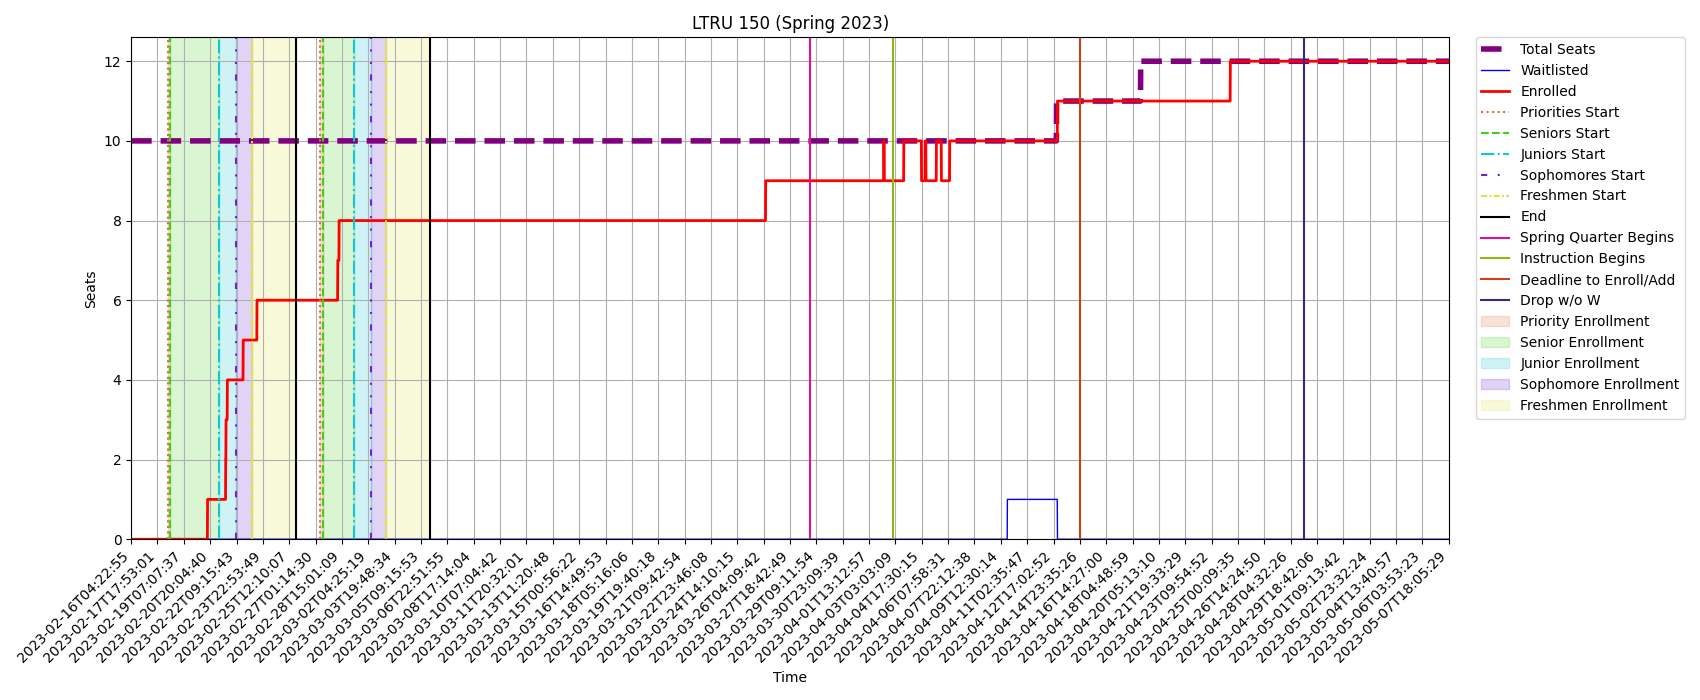 LTRU 150 (Spring 2023)
Seats
12
10
8
6
4
2
0
2023-02-16T04:22:55
2023-02-17T17:53:01
2023-02-19T07:07:37
2023-02-20T20:04:40
2023-02-22T09:15:43
2023-02-23T22:53:49
2023-02-25T12:10:07
2023-02-27T01:14:30
2023-02-28T15:01:09
2023-03-02T04:25:19
2023-03-03T19:48:34
2023-03-05T09:15:53
2023-03-06T22:51:55
2023-03-08T17:14:04
2023-03-10T07:04:42
2023-03-11T20:32:01
2023-03-13T11:20:48
2023-03-15T00:56:22
2023-03-16T14:49:53
2023-03-18T05:16:06
2023-03-19T19:40:18
2023-03-21T09:42:54
2023-03-22T23:46:08
2023-03-24T14:10:15
2023-03-26T04:09:42
2023-03-27T18:42:49
2023-03-29T09:11:54
2023-03-30T23:09:39
2023-04-01T13:12:57
2023-04-03T03:03:09
2023-04-04T17:30:15
2023-04-06T07:58:31
2023-04-07T22:12:38
2023-04-09T12:30:14
2023-04-11T02:35:47
2023-04-12T17:02:52
2023-04-14T23:35:26
2023-04-16T14:27:00
2023-04-18T04:48:59
2023-04-20T05:13:10
2023-04-21T19:33:29
2023-04-23T09:54:52
2023-04-25T00:09:35
2023-04-26T14:24:50
2023-04-28T04:32:26
2023-04-29T18:42:06
2023-05-01T09:13:42
2023-05-02T23:32:24
2023-05-04T13:40:57
2023-05-06T03:53:23
2023-05-07T18:05:29
Time
Total Seats
Waitlisted
Enrolled
Priorities Start
Seniors Start
Juniors Start
Sophomores Start
Freshmen Start
End
Spring Quarter Begins
Instruction Begins
Deadline to Enroll/Add
Drop w/o W
Priority Enrollment
Senior Enrollment
Junior Enrollment
Sophomore Enrollment
Freshmen Enrollment